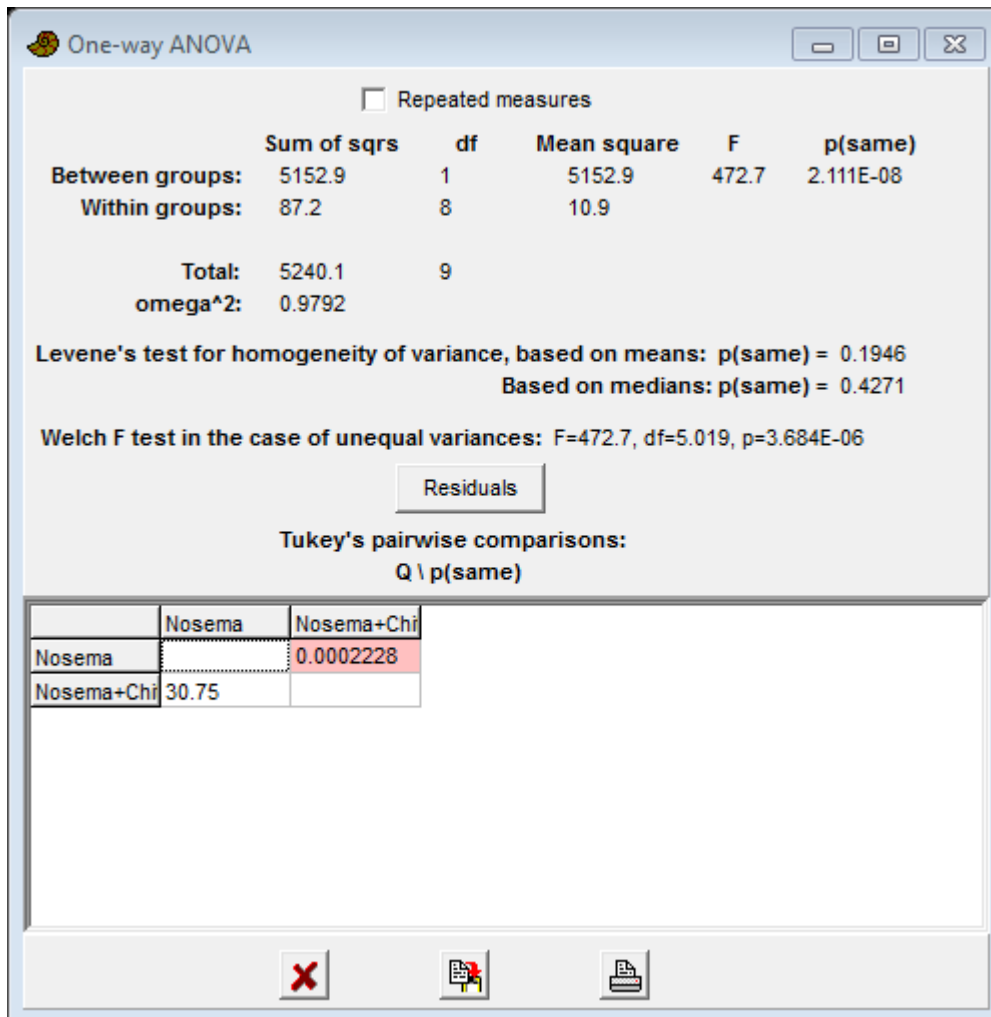 One-way ANOVA
Repeated measures
Sum of sqrs df Mean square F p(same)
Between groups: 5152.9 1 5152.9 472.7 2.111E-08
Within groups: 87.2 8 10.9
Total: 5240.1 9
omega^2: 0.9792
Levene's test for homogeneity of variance, based on means: p(same) = 0.1946
Based on medians: p(same) = 0.4271
Welch F test in the case of unequal variances: F=472.7, df=5.019, p=3.684E-06
Residuals
Tukey's pairwise comparisons:
Q \ p(same)
Nosema Nosema+Chi
Nosema 0.0002228
Nosema+Chi 30.75